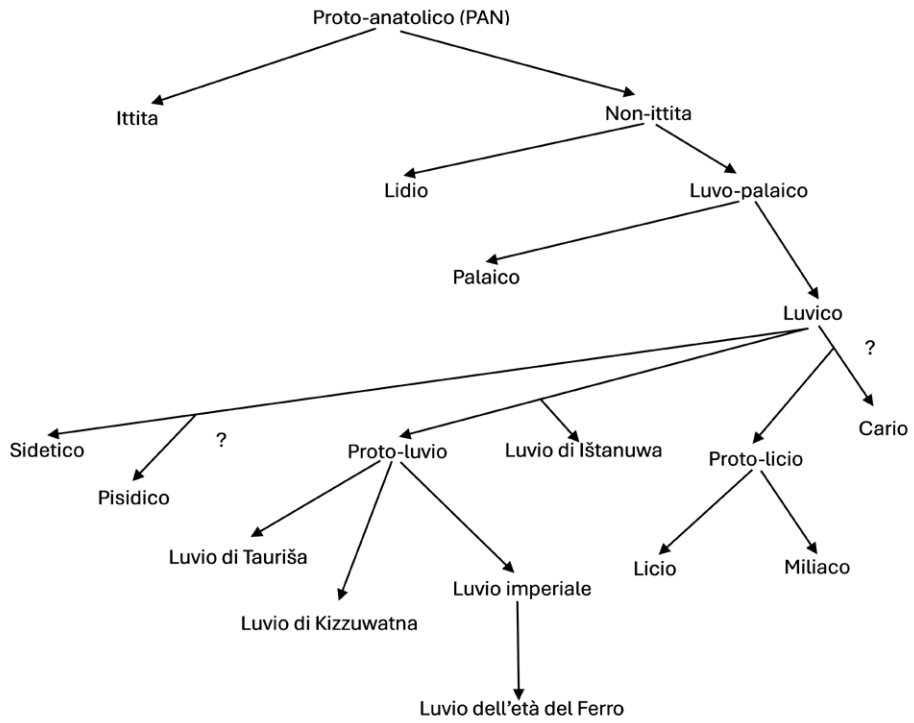 Proto-anatolico (PAN)
Ittita
Non-ittita
Lidio
Luvo-palaico
Palaico
Luvico
?
Cario
Sidetico
?
Proto-luvio
Luvio di Ištanuwa
Proto-licio
Pisidico
Luvio di Tauriša
Luvio imperiale
Licio
Miliaco
Luvio di Kizzuwatna
Luvio dell'età del Ferro